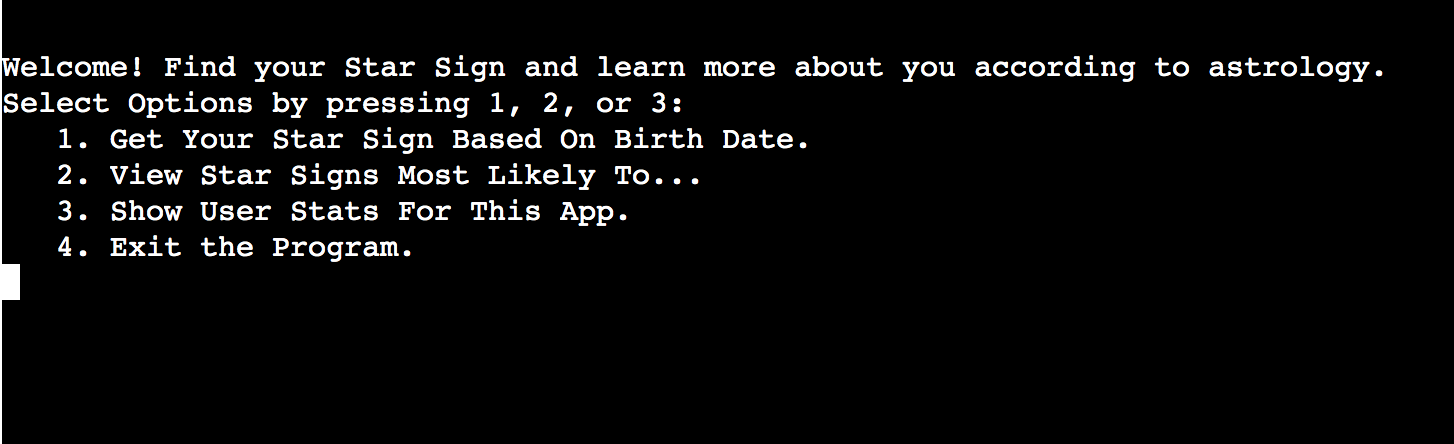 Welcome! Find your Star Sign and learn more about you according to astrology.
Select Options by pressing 1, 2, or 3:
1. Get Your Star Sign Based On Birth Date.
2. View Star Signs Most Likely To...
3. Show User Stats For This App.
4. Exit the Program.